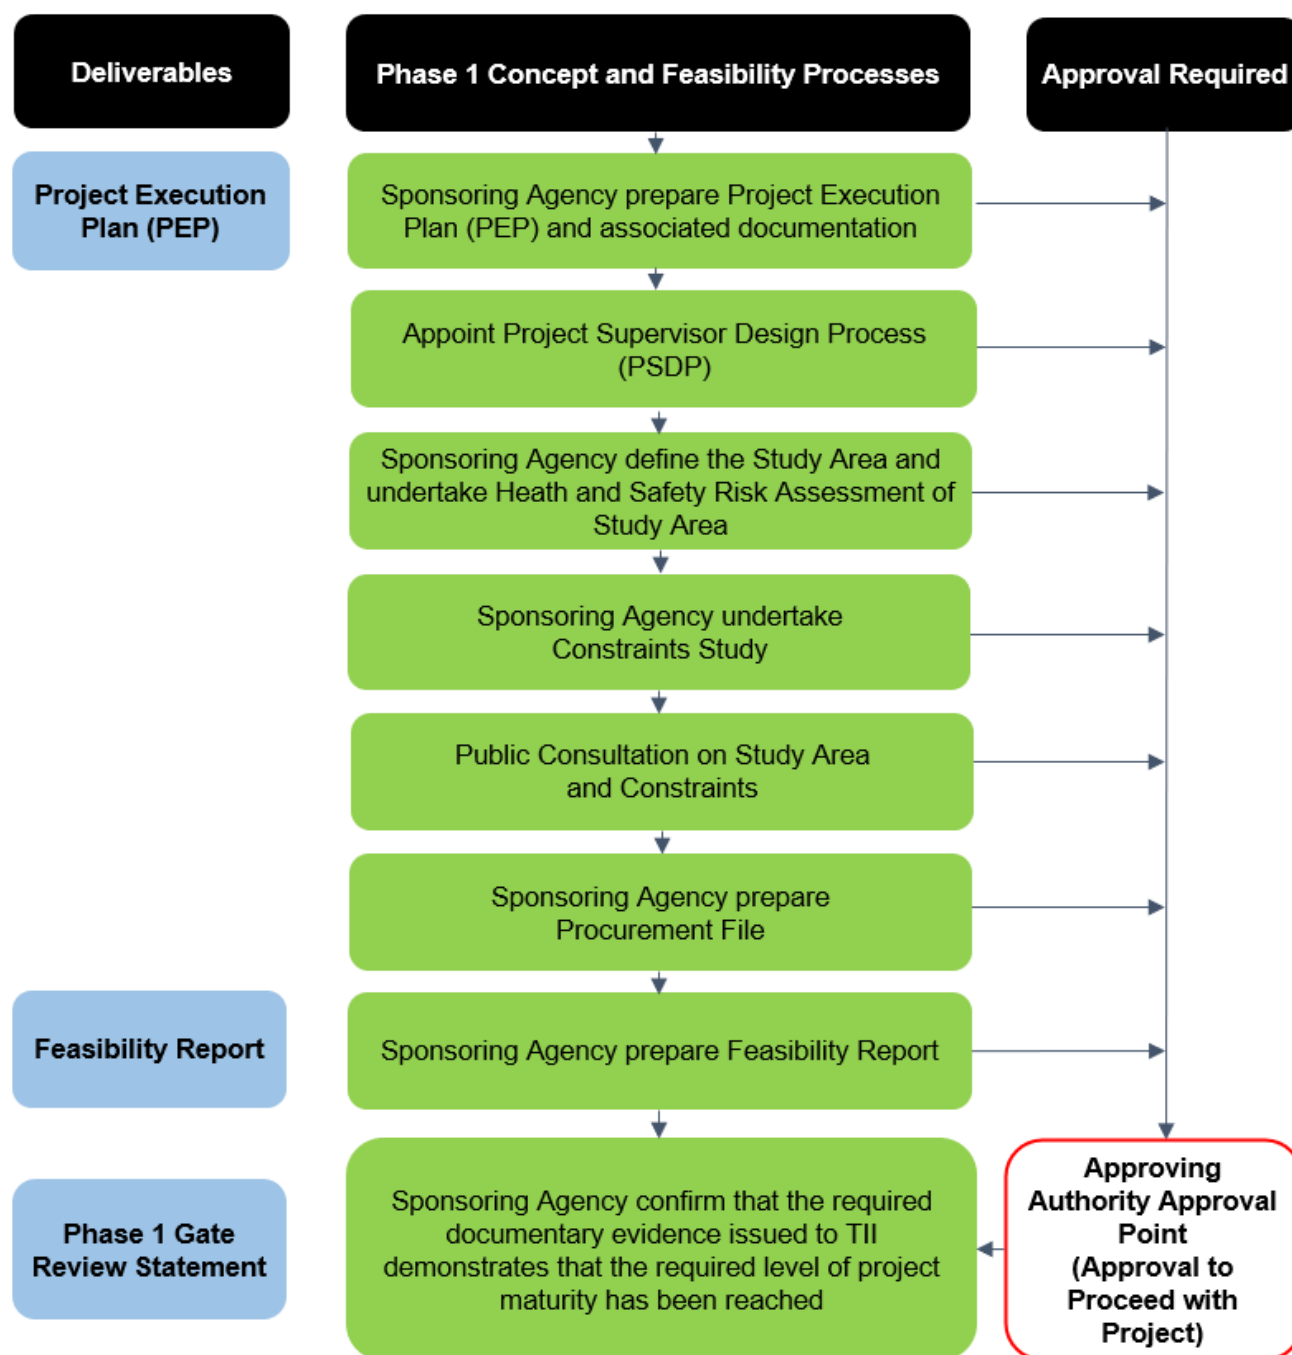 Deliverables
Phase 1 Concept and Feasibility Processes
Approval Required
Project Execution
Plan (PEP)
Sponsoring Agency prepare Project Execution
Plan (PEP) and associated documentation
Appoint Project Supervisor Design Process
(PSDP)
Sponsoring Agency define the Study Area and
undertake Heath and Safety Risk Assessment of
Study Area
Sponsoring Agency undertake
Constraints Study
Public Consultation on Study Area
and Constraints
Sponsoring Agency prepare
Procurement File
Feasibility Report
Sponsoring Agency prepare Feasibility Report
Phase 1 Gate
Review Statement
Sponsoring Agency confirm that the required
documentary evidence issued to TII
demonstrates that the required level of project
maturity has been reached
Approving
Authority Approval
Point
(Approval to
Proceed with
Project)